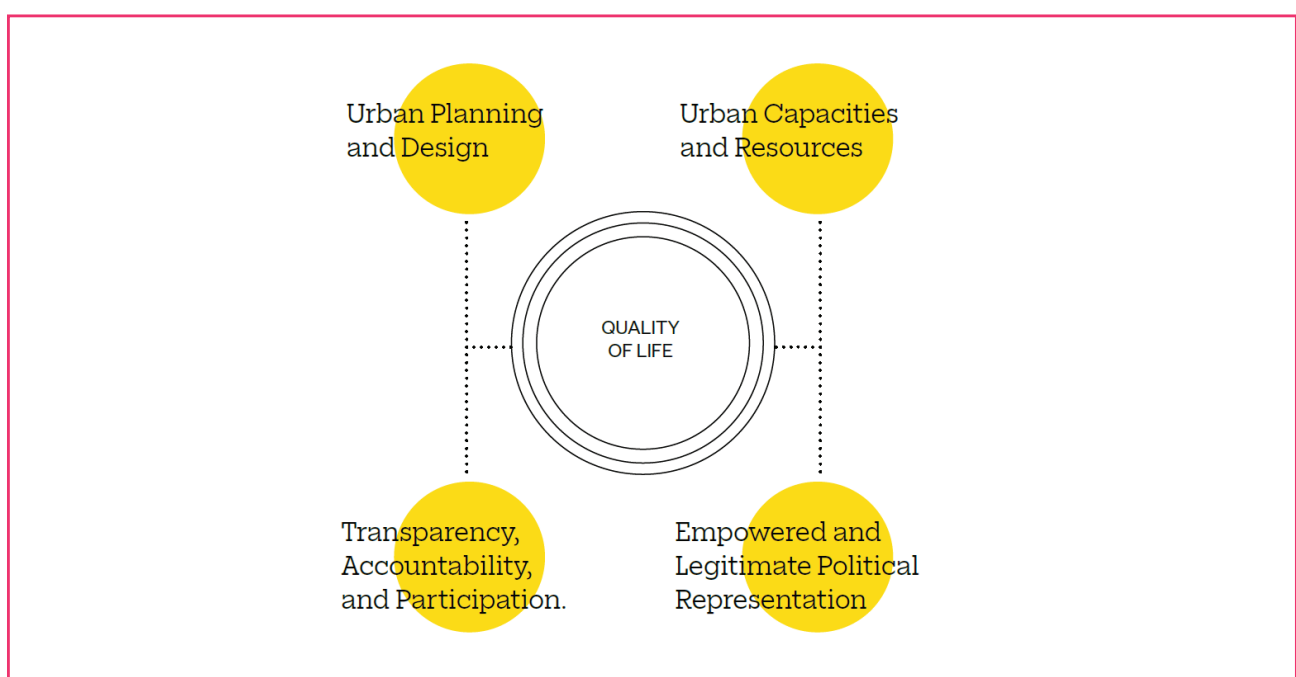 Urban Planning
and Design
Urban Capacities
and Resources
QUALITY
OF LIFE
Transparency,
Accountability,
and Participation.
Empowered and
Legitimate Political
Representation